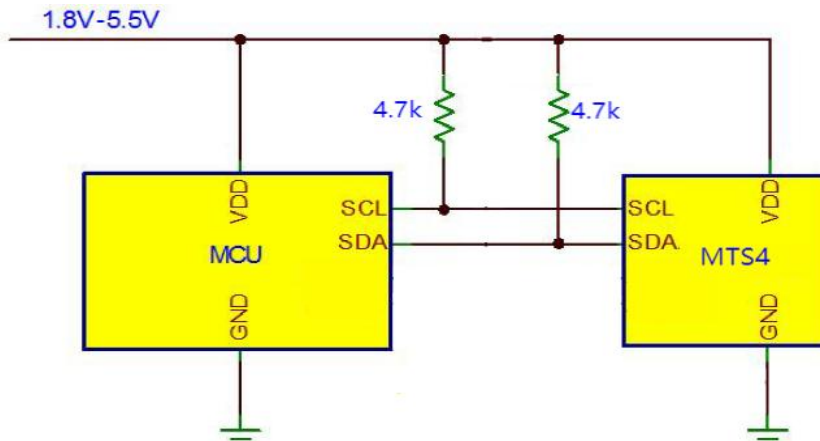 1.8V-5.5V
4.7k
4.7k
VDD
VDD
SCL
SCL
SDA
SDA
MCU
MTS4
GND
GND